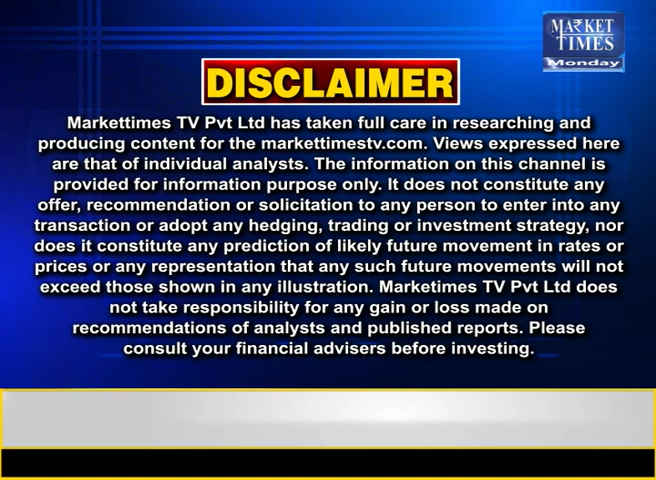 MARKET
TIMES
Monday
DISCLAIMER
Markettimes TV Pvt Ltd has taken full care in researching and
producing content for the markettimestv.com. Views expressed here
are that of individual analysts. The information on this channel is
provided for information purpose only. It does not constitute any
offer, recommendation or solicitation to any person to enter into any
transaction or adopt any hedging, trading or investment strategy, nor
does it constitute any prediction of likely future movement in rates or
prices or any representation that any such future movements will not
exceed those shown in any illustration. Marketimes TV Pvt Ltd does
not take responsibility for any gain or loss made on
recommendations of analysts and published reports. Please
consult your financial advisers before investing.